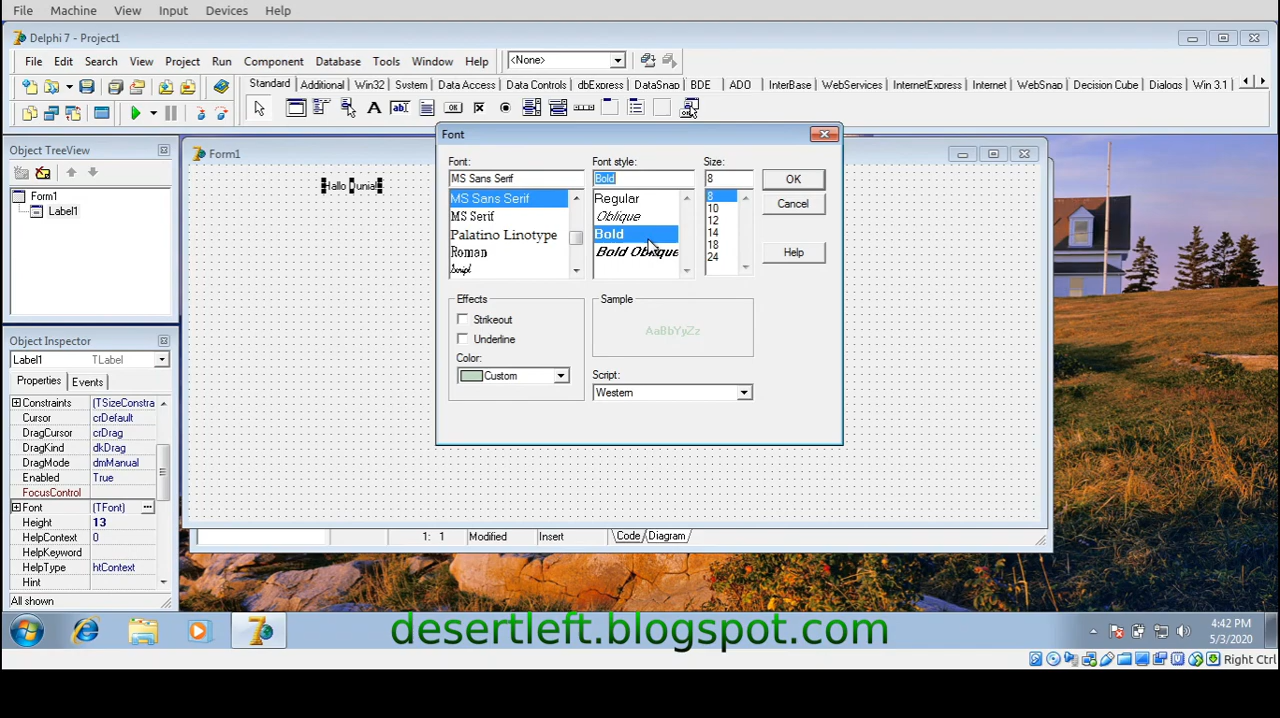 File Machine View Input Devices Help
Delphi 7 - Project1
File Edit Search View Project Run Component Database Tools Window Help <None>
Standard Additional Win32 System Data Access Data Controls dbExpress DataSnap BDE ADO InterBase WebServices InternetExpress Internet WebSnap Decision Cube Dialogs Win 3.1
Object TreeView
Form1
Label1
Form1
Hallo Dunia!
Font
Font:
MS Sans Serif
MS Sans Serif
MS Serif
Palatino Linotype
Roman
Script
Font style:
Bold
Regular
Oblique
Bold
Bold Oblique
Size:
8
8
10
12
14
18
24
OK
Cancel
Help
Effects
Strikeout
Underline
Color:
Custom
Sample
AaBbYyZz
Script:
Western
Object Inspector
Label1 TLabel
Properties Events
Constraints (TSizeConstra
Cursor crDefault
DragCursor crDrag
DragKind dkDrag
DragMode dmManual
Enabled True
FocusControl
Font (TFont)
Height 13
HelpContext 0
HelpKeyword
HelpType htContext
Hint
All shown
1: 1 Modified Insert Code Diagram
desertleft.blogspot.com
4:42 PM
5/3/2020
Right Ctrl